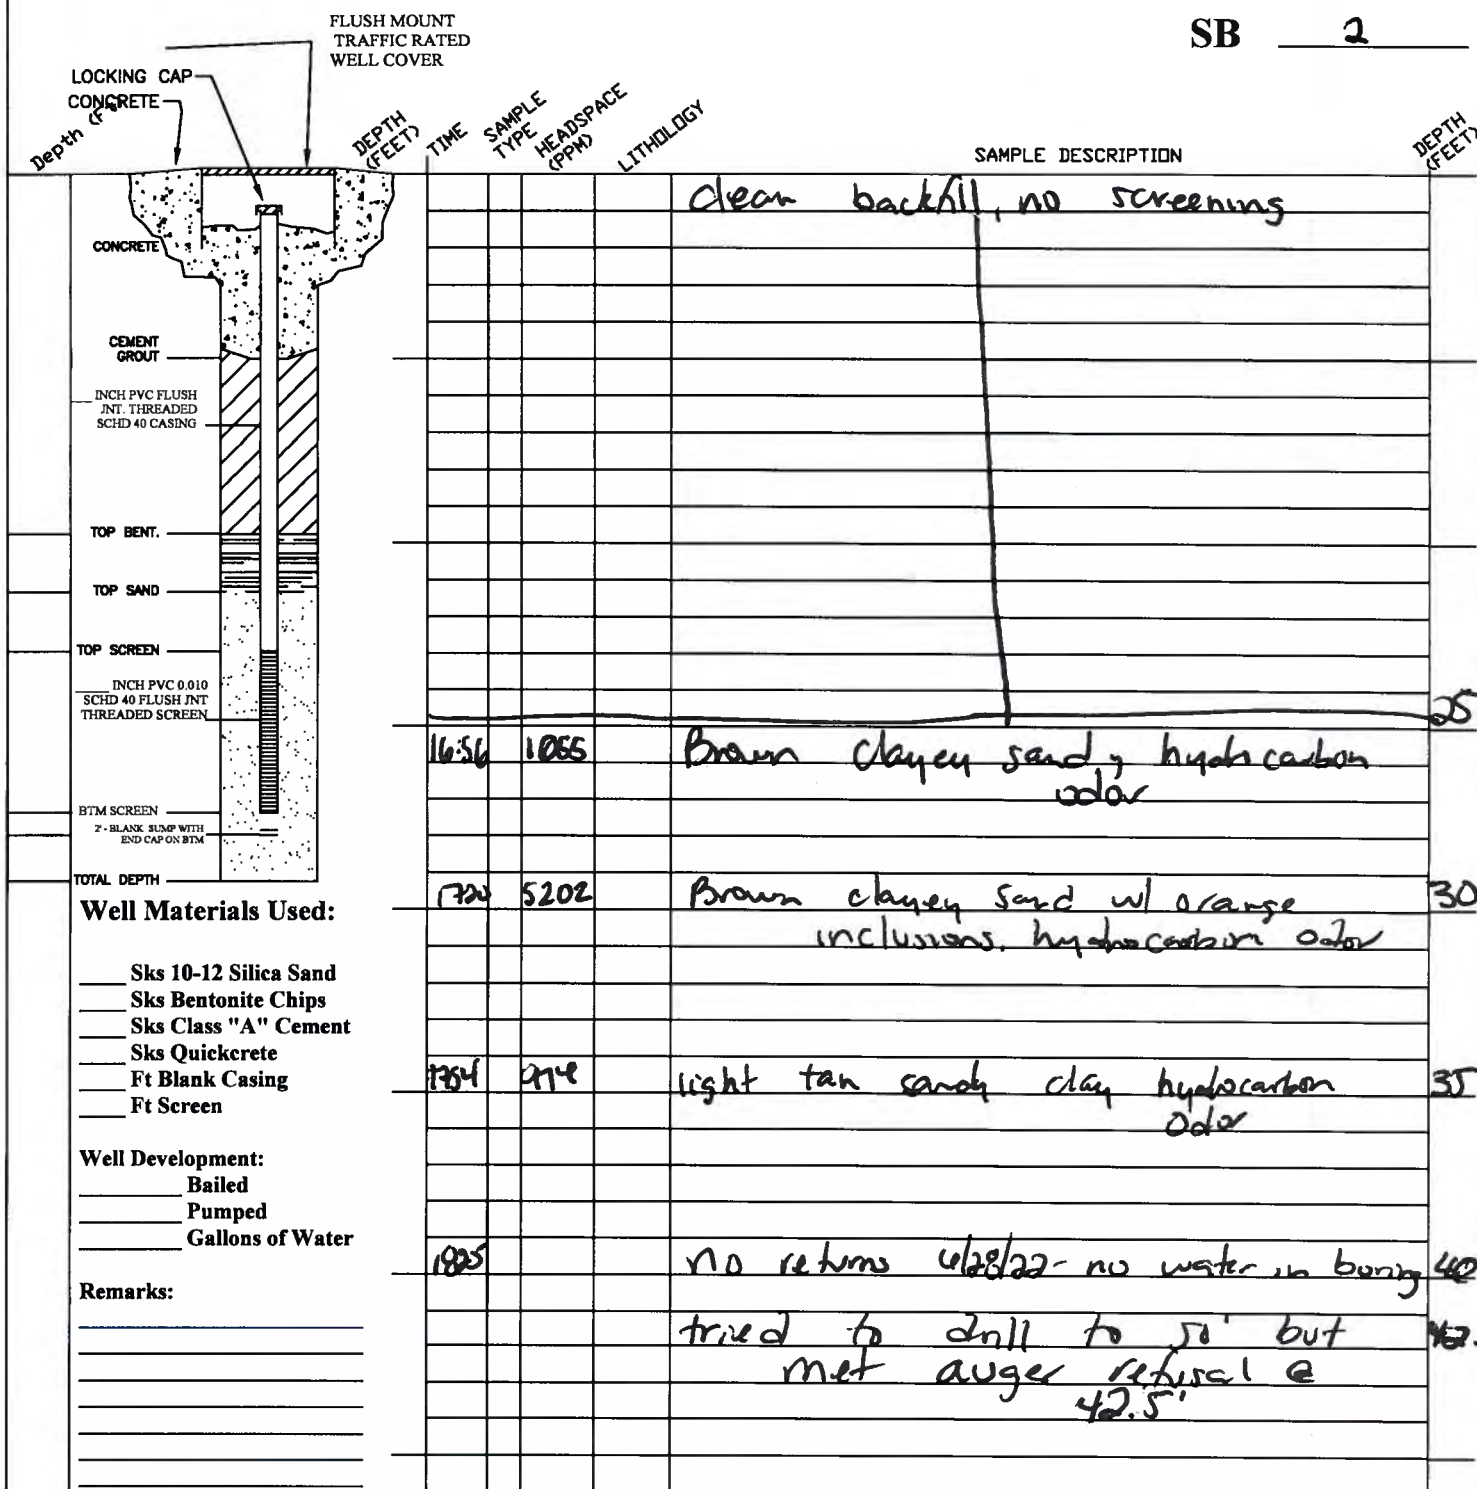 FLUSH MOUNT
TRAFFIC RATED
WELL COVER
SB 2
LOCKING CAP
CONCRETE
Depth (F
DEPTH (FEET)
TIME
SAMPLE TYPE
HEADSPACE (PPM)
LITHOLOGY
SAMPLE DESCRIPTION
DEPTH (FEET)
clean backfill, no screening
CONCRETE
CEMENT
GROUT
INCH PVC FLUSH
JNT. THREADED
SCHD 40 CASING
TOP BENT.
TOP SAND
TOP SCREEN
INCH PVC 0.010
SCHD 40 FLUSH JNT
THREADED SCREEN
25
16:56 1065 Brown clayey sand, hydrocarbon
odor
BTM SCREEN
2'-BLANK SUMP WITH
END CAP ON BTM
TOTAL DEPTH
1720 5202 Brown clayey sand w/ orange 30
inclusions. hydrocarbon odor
Well Materials Used:
Sks 10-12 Silica Sand
Sks Bentonite Chips
Sks Class "A" Cement
Sks Quickcrete
Ft Blank Casing
Ft Screen
1754 light tan sandy clay hydrocarbon 35
odor
Well Development:
Bailed
Pumped
Gallons of Water
1825 no returns 6/28/22- no water in boring 40
Remarks:
tried to drill to 50' but 42.
met auger refusal @
42.5'